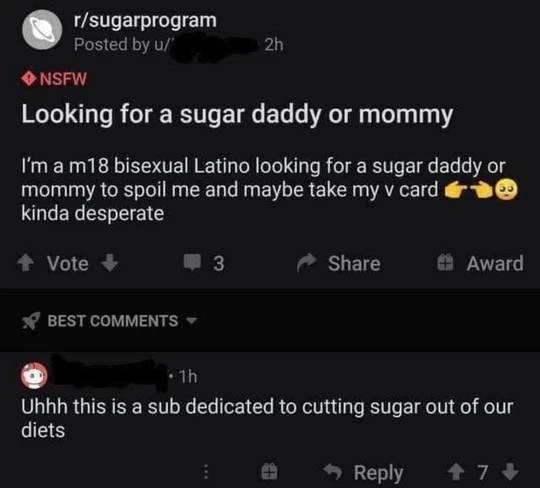 r/sugarprogram
Posted by u/ 2h
NSFW
Looking for a sugar daddy or mommy
I'm a m18 bisexual Latino looking for a sugar daddy or
mommy to spoil me and maybe take my v card 👉👈🥺
kinda desperate
Vote 3 Share Award
BEST COMMENTS
• 1h
Uhhh this is a sub dedicated to cutting sugar out of our
diets
Reply 7